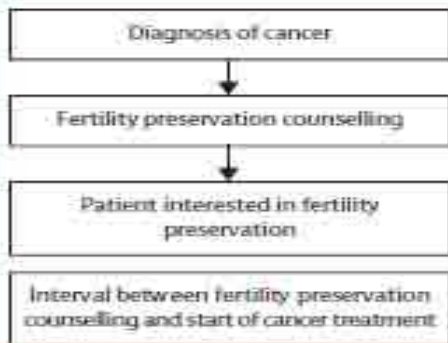 Diagnosis of cancer
Fertility preservation counselling
Patient interested in fertility
preservation
Interval between fertility preservation
counselling and start of cancer treatment